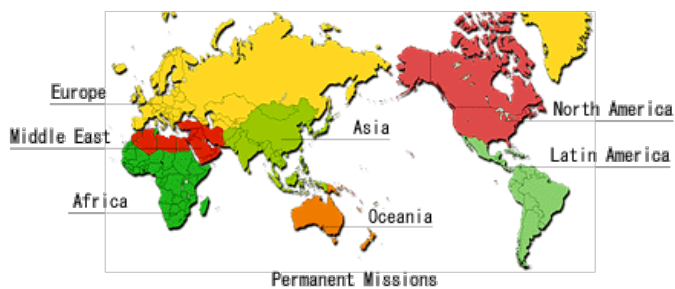 Europe
North America
Middle East
Asia
Latin America
Africa
Oceania
Permanent Missions